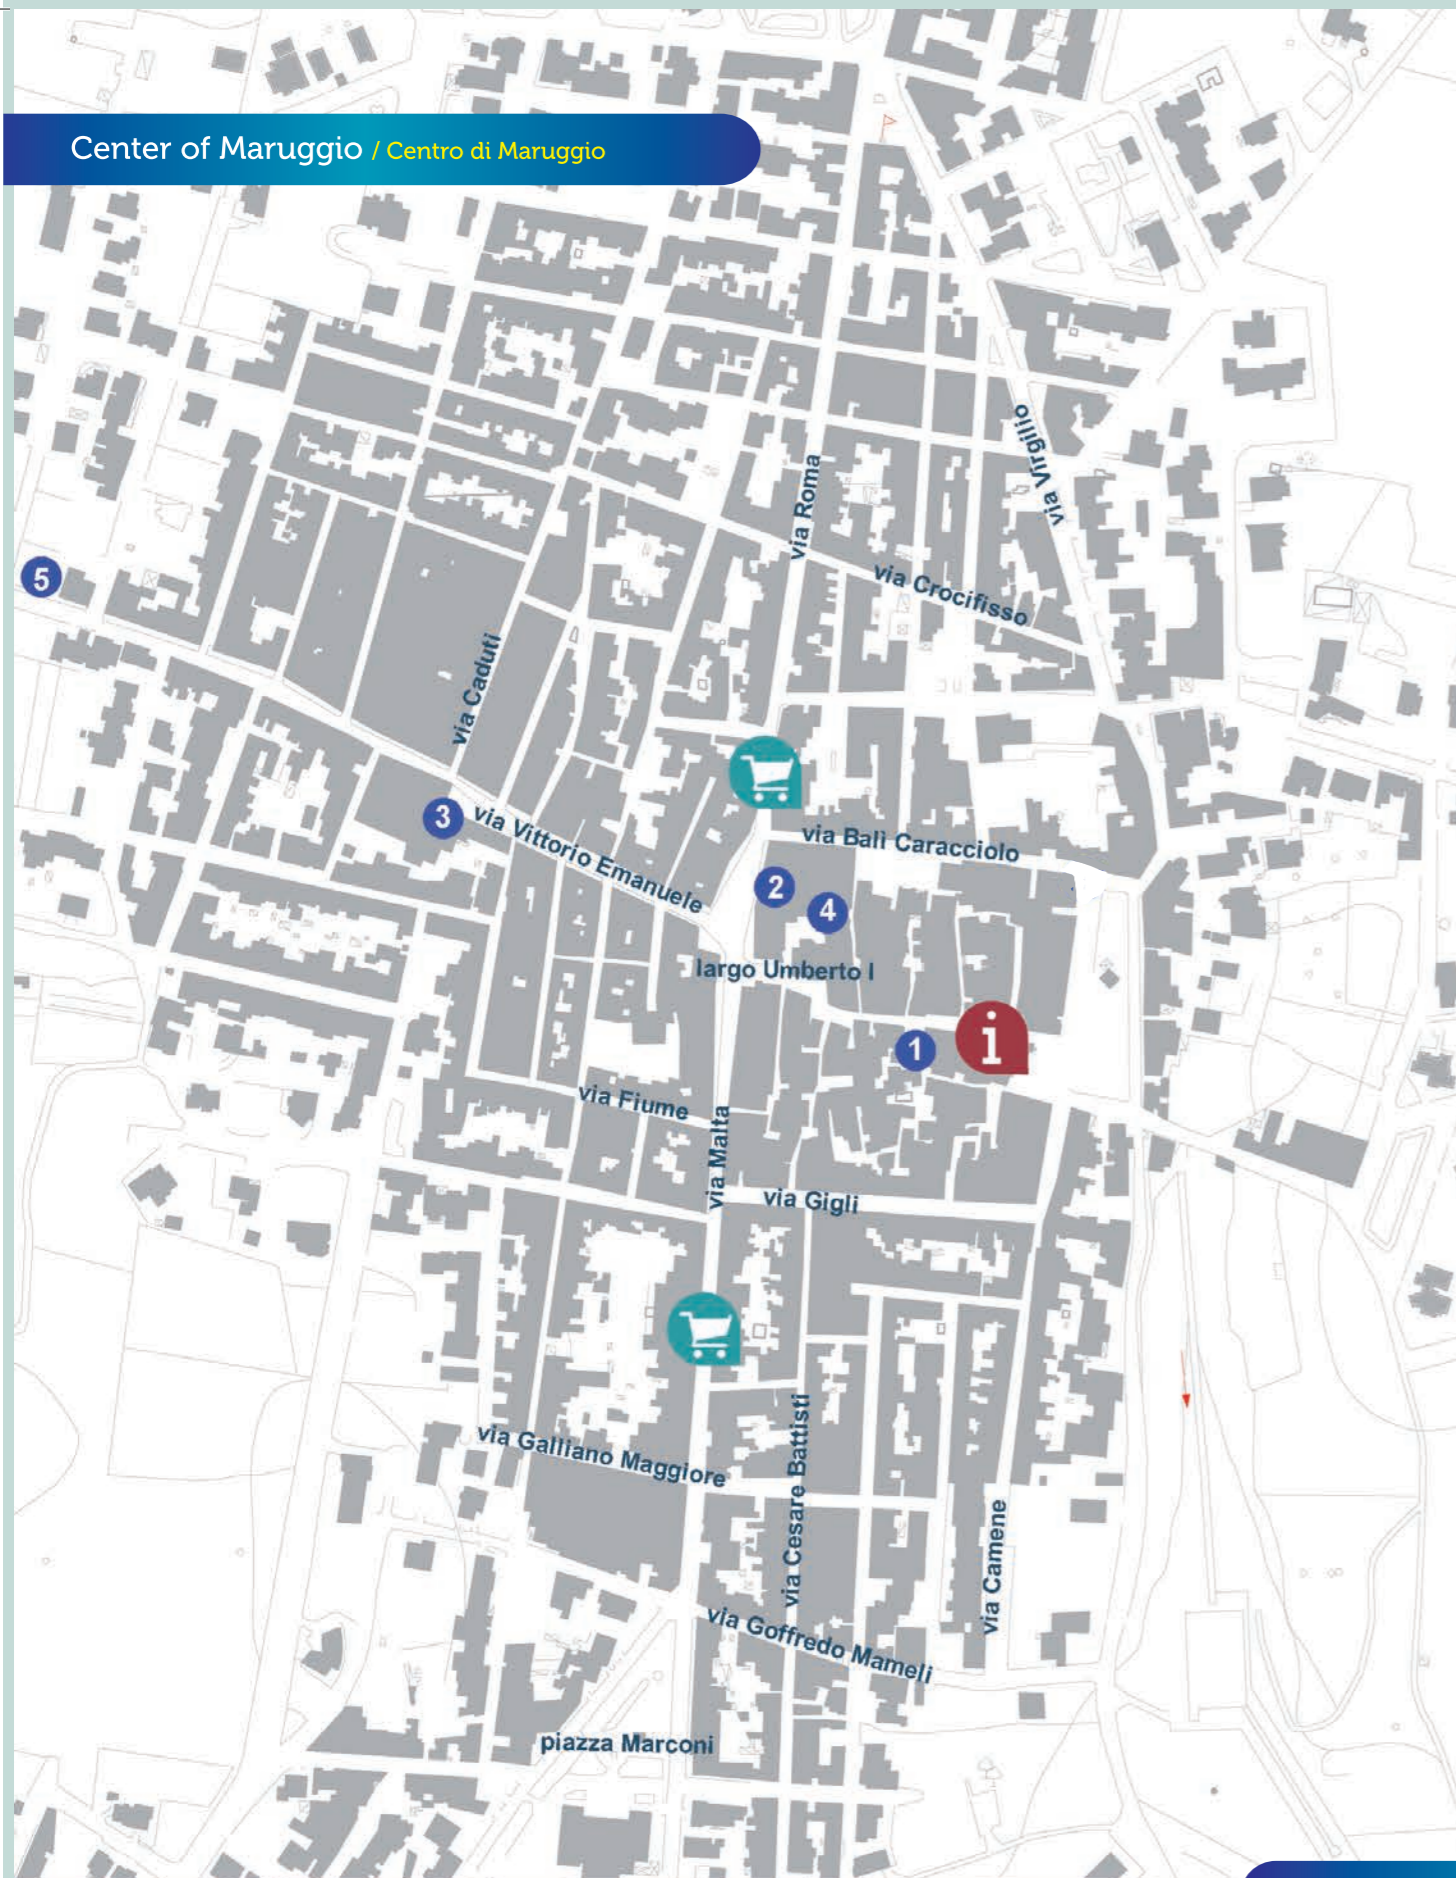 Center of Maruggio / Centro di Maruggio
via Virgilio
via Roma
via Crocifisso
5
via Caduti
3
via Vittorio Emanuele
via Balì Caracciolo
2
4
largo Umberto I
1
i
via Fiume
via Malta
via Gigli
via Galliano Maggiore
via Cesare Battisti
via Camene
via Goffredo Mameli
piazza Marconi